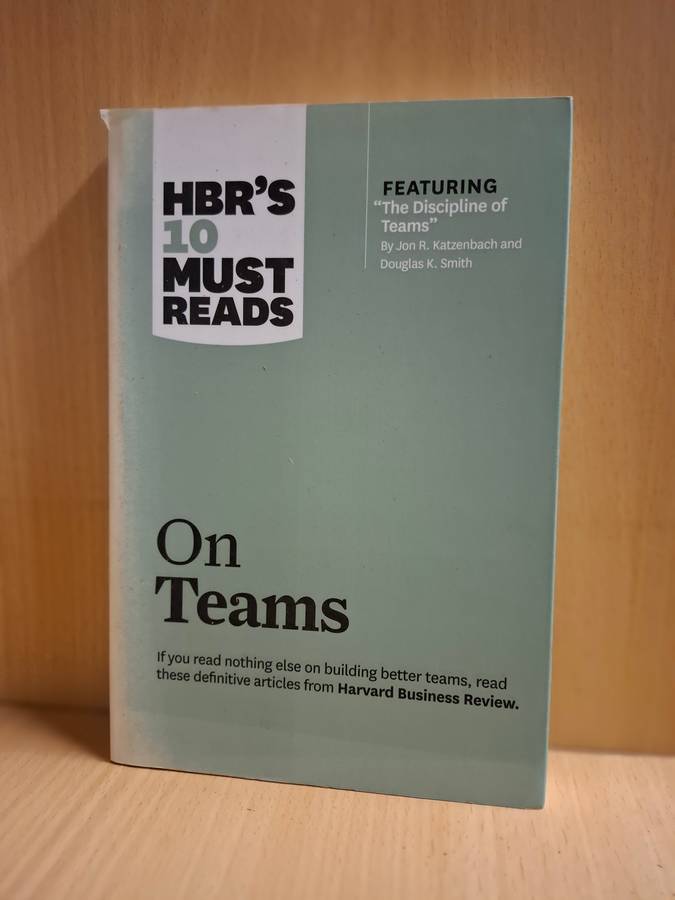 HBR’S
10
MUST
READS
FEATURING
“The Discipline of
Teams”
By Jon R. Katzenbach and
Douglas K. Smith
On
Teams
If you read nothing else on building better teams, read
these definitive articles from Harvard Business Review.